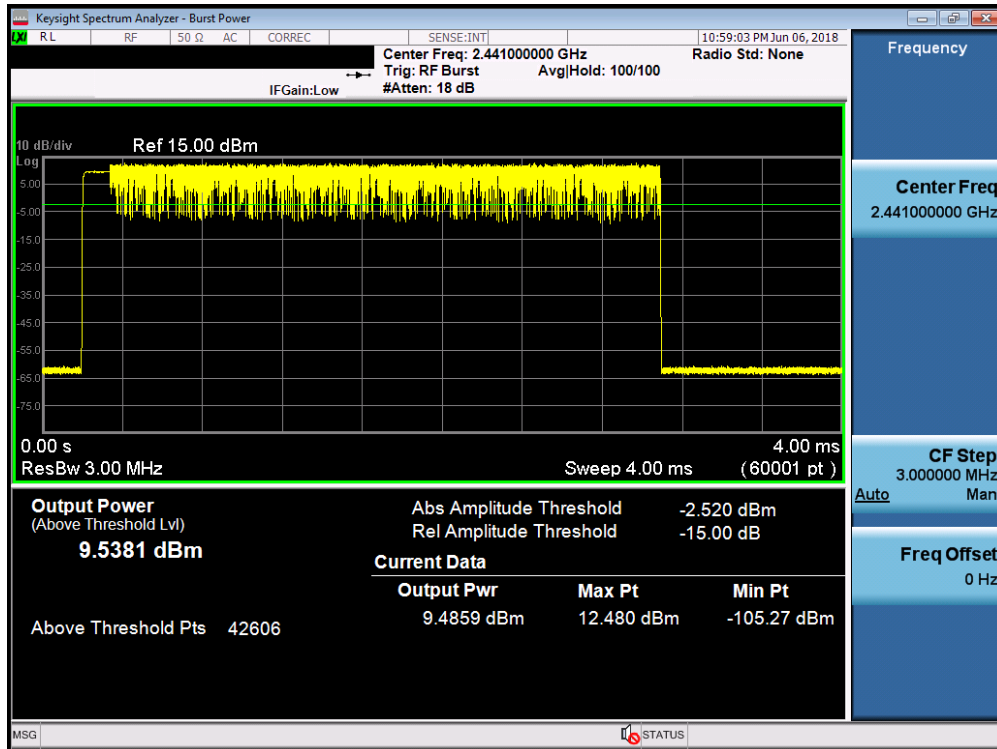 Keysight Spectrum Analyzer - Burst Power
LXI RL RF 50 Ω AC CORREC SENSE:INT 10:59:03 PM Jun 06, 2018
Center Freq: 2.441000000 GHz Radio Std: None
Trig: RF Burst Avg|Hold: 100/100
IFGain:Low #Atten: 18 dB
Frequency
10 dB/div Ref 15.00 dBm
Log
5.00
-5.00
-15.0
-25.0
-35.0
-45.0
-55.0
-65.0
-75.0
0.00 s 4.00 ms
ResBw 3.00 MHz Sweep 4.00 ms (60001 pt)
Center Freq
2.441000000 GHz
CF Step
3.000000 MHz
Auto Man
Freq Offset
0 Hz
Output Power
(Above Threshold Lvl)
9.5381 dBm
Above Threshold Pts 42606
Abs Amplitude Threshold -2.520 dBm
Rel Amplitude Threshold -15.00 dB
Current Data
Output Pwr Max Pt Min Pt
9.4859 dBm 12.480 dBm -105.27 dBm
MSG STATUS